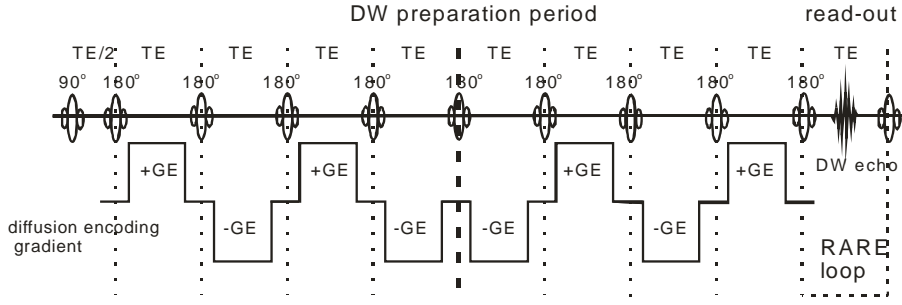 DW preparation period read-out
TE/2 TE TE TE TE TE TE TE TE TE
90° 180° 180° 180° 180° 180° 180° 180° 180° 180°
+GE +GE +GE +GE
DW echo
diffusion encoding
gradient
-GE -GE -GE -GE
RARE
loop